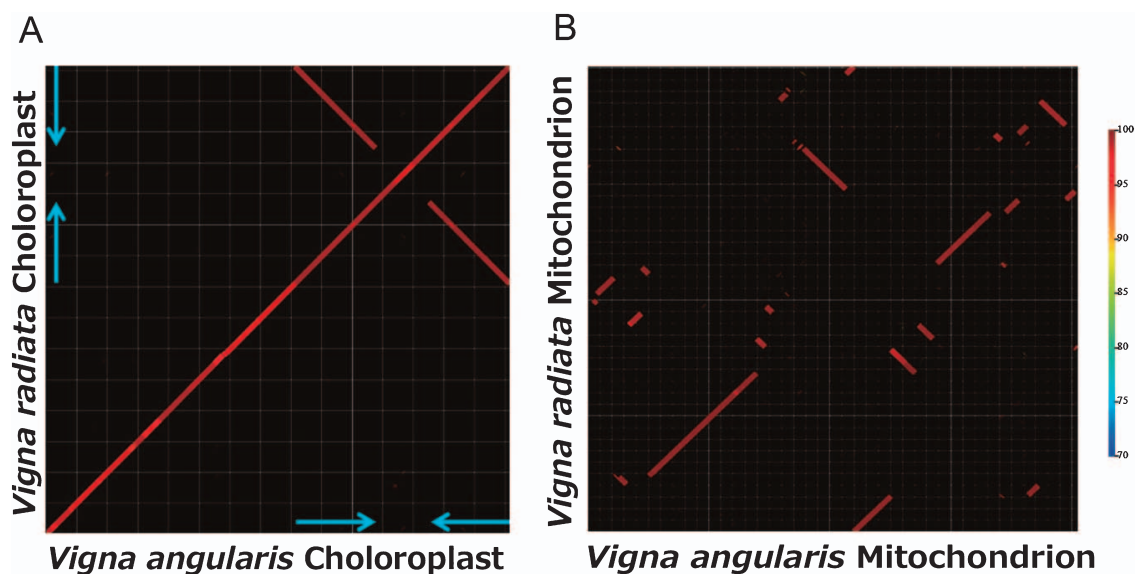 A
B
Vigna radiata Choloroplast
Vigna angularis Choloroplast
Vigna radiata Mitochondrion
Vigna angularis Mitochondrion
100
95
90
85
80
75
70